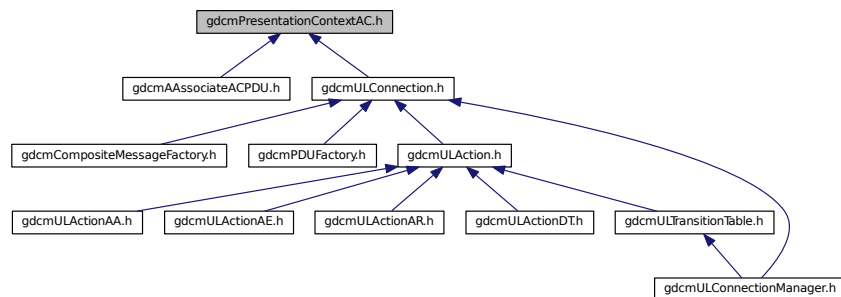 gdcmPresentationContextAC.h
gdcmAAssociateACPDU.h
gdcmULConnection.h
gdcmCompositeMessageFactory.h
gdcmPDUFactory.h
gdcmULAction.h
gdcmULActionAA.h
gdcmULActionAE.h
gdcmULActionAR.h
gdcmULActionDT.h
gdcmULTransitionTable.h
gdcmULConnectionManager.h